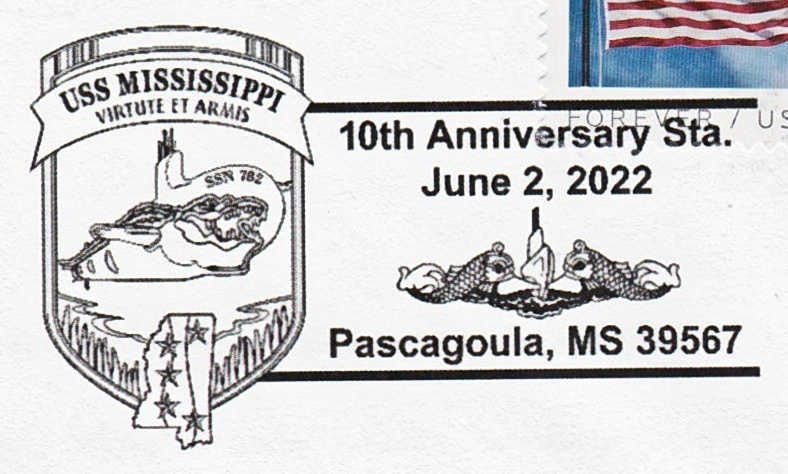 USS MISSISSIPPI
VIRTUTE ET ARMIS
SSN 782
FOREVER / US
10th Anniversary Sta.
June 2, 2022
Pascagoula, MS 39567